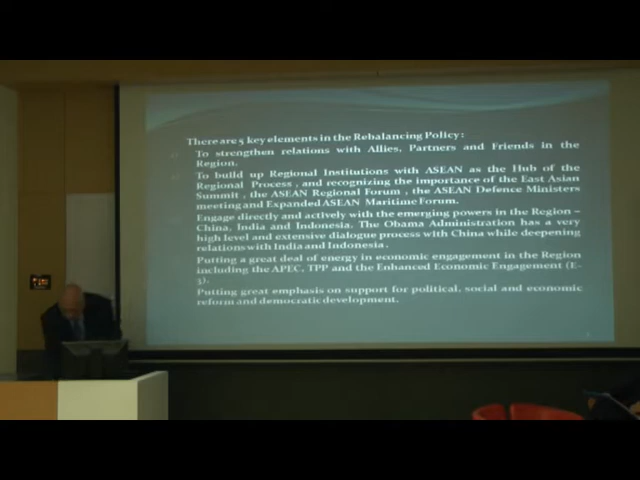 There are 5 key elements in the Rebalancing Policy :
To strengthen relations with Allies, Partners and Friends in the
Region.
To build up Regional Institutions with ASEAN as the Hub of the
Regional Process , and recognizing the importance of the East Asian
Summit , the ASEAN Regional Forum , the ASEAN Defence Ministers
meeting and Expanded ASEAN Maritime Forum.
Engage directly and actively with the emerging powers in the Region –
China, India and Indonesia. The Obama Administration has a very
high level and extensive dialogue process with China while deepening
relations with India and Indonesia .
Putting a great deal of energy in economic engagement in the Region
including the APEC, TPP and the Enhanced Economic Engagement (E-
3).
Putting great emphasis on support for political, social and economic
reform and democratic development.